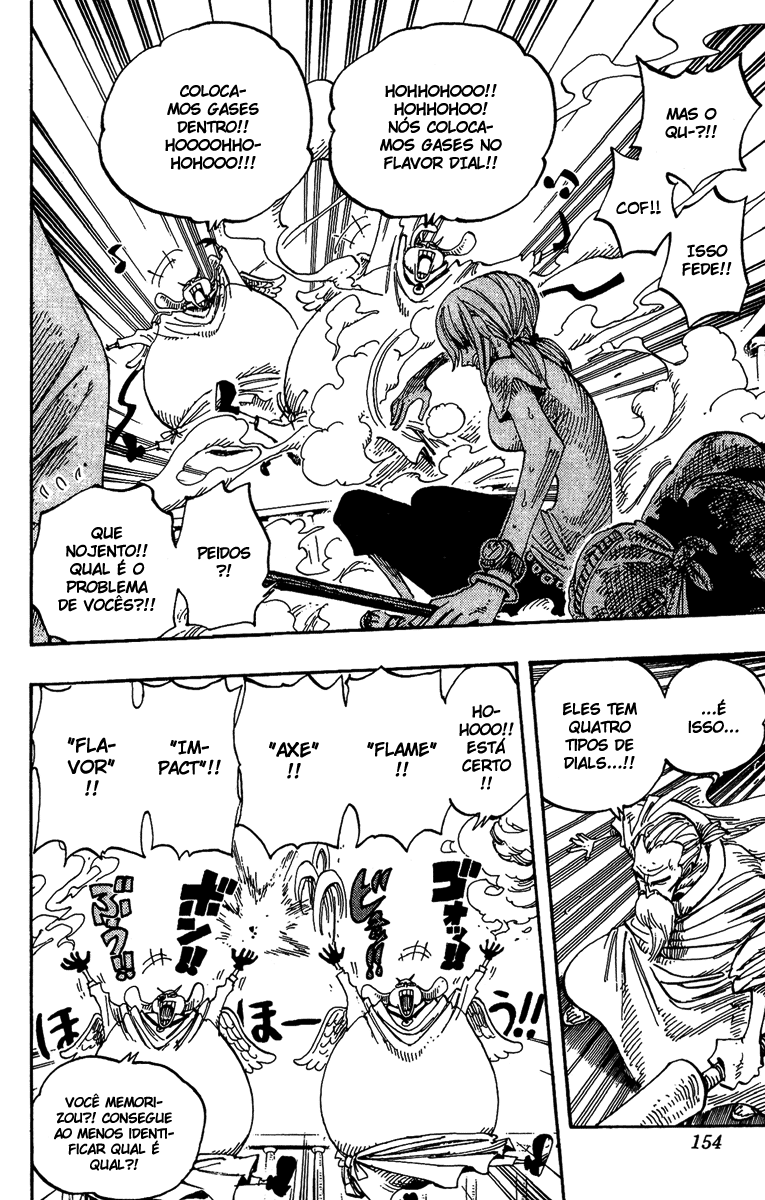 MAS O
QU-?!!
COF!!
ISSO
FEDE!!
HOHHOHOOO!!
HOHHOHOO!
NÓS COLOCA-
MOS GASES NO
FLAVOR DIAL!!
COLOCA-
MOS GASES
DENTRO!!
HOOOOHHO-
HOHOOO!!!
PEIDOS
?!
QUE
NOJENTO!!
QUAL É O
PROBLEMA
DE VOCÊS?!!
...É
ISSO...
ELES TEM
QUATRO
TIPOS DE
DIALS...!!
HO-
HOOO!!
ESTÁ
CERTO
!!
"FLAME"
!!
"AXE"
!!
"IM-
PACT"!!
"FLA-
VOR"
!!
ゴォッ!!
ボン!!
ぶぅっ!!
ほ
ほー
う!!
VOCÊ MEMORI-
ZOU?! CONSEGUE
AO MENOS IDENTI-
FICAR QUAL É
QUAL?!
154